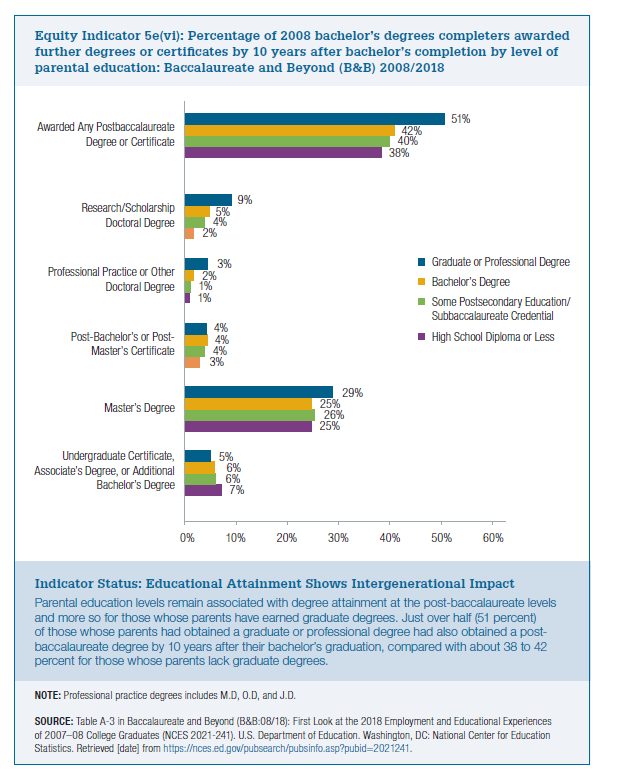 Equity Indicator 5e(vi): Percentage of 2008 bachelor's degrees completers awarded
further degrees or certificates by 10 years after bachelor's completion by level of
parental education: Baccalaureate and Beyond (B&B) 2008/2018
Awarded Any Postbaccalaureate
Degree or Certificate
51%
42%
40%
38%
Research/Scholarship
Doctoral Degree
9%
5%
4%
2%
Professional Practice or Other
Doctoral Degree
3%
2%
1%
1%
Post-Bachelor's or Post-
Master's Certificate
4%
4%
4%
3%
Master's Degree
29%
25%
26%
25%
Undergraduate Certificate,
Associate's Degree, or Additional
Bachelor's Degree
5%
6%
6%
7%
Graduate or Professional Degree
Bachelor's Degree
Some Postsecondary Education/
Subbaccalaureate Credential
High School Diploma or Less
0% 10% 20% 30% 40% 50% 60%
Indicator Status: Educational Attainment Shows Intergenerational Impact
Parental education levels remain associated with degree attainment at the post-baccalaureate levels
and more so for those whose parents have earned graduate degrees. Just over half (51 percent)
of those whose parents had obtained a graduate or professional degree had also obtained a post-
baccalaureate degree by 10 years after their bachelor's graduation, compared with about 38 to 42
percent for those whose parents lack graduate degrees.
NOTE: Professional practice degrees includes M.D, O.D, and J.D.
SOURCE: Table A-3 in Baccalaureate and Beyond (B&B:08/18): First Look at the 2018 Employment and Educational Experiences
of 2007–08 College Graduates (NCES 2021-241). U.S. Department of Education. Washington, DC: National Center for Education
Statistics. Retrieved [date] from https://nces.ed.gov/pubsearch/pubsinfo.asp?pubid=2021241.